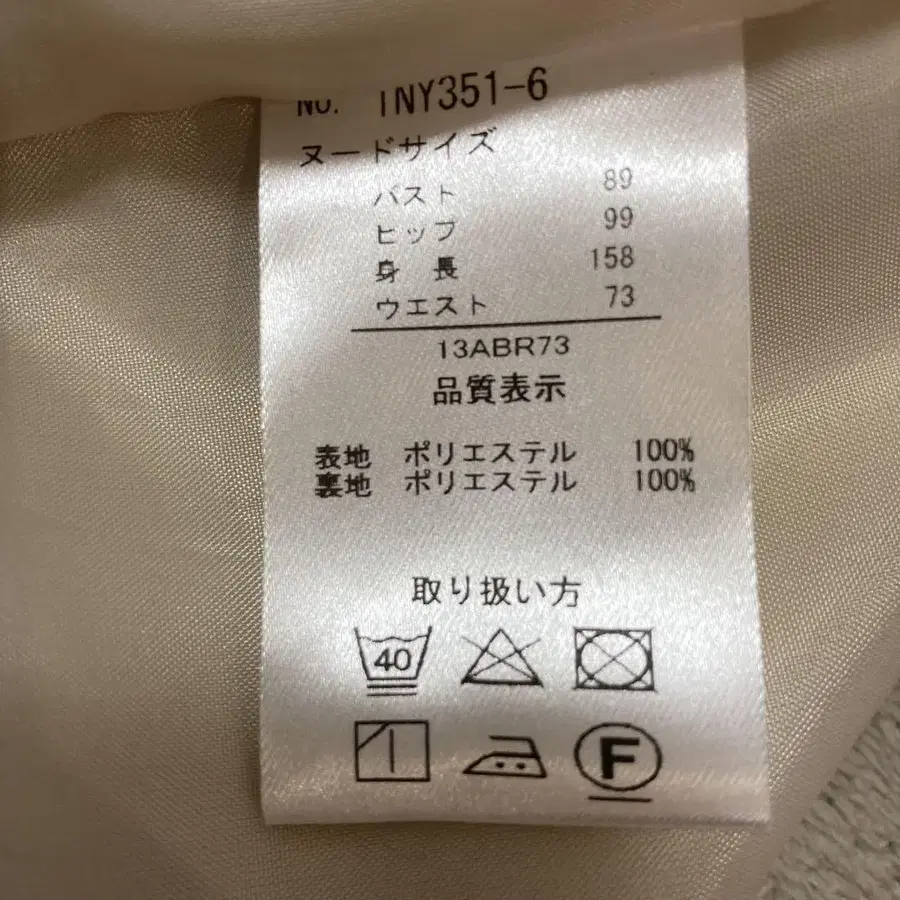 No. TNY351-6
ヌードサイズ
バスト 89
ヒップ 99
身長 158
ウエスト 73
13ABR73
品質表示
表地 ポリエステル 100%
裏地 ポリエステル 100%
取り扱い方
40
F